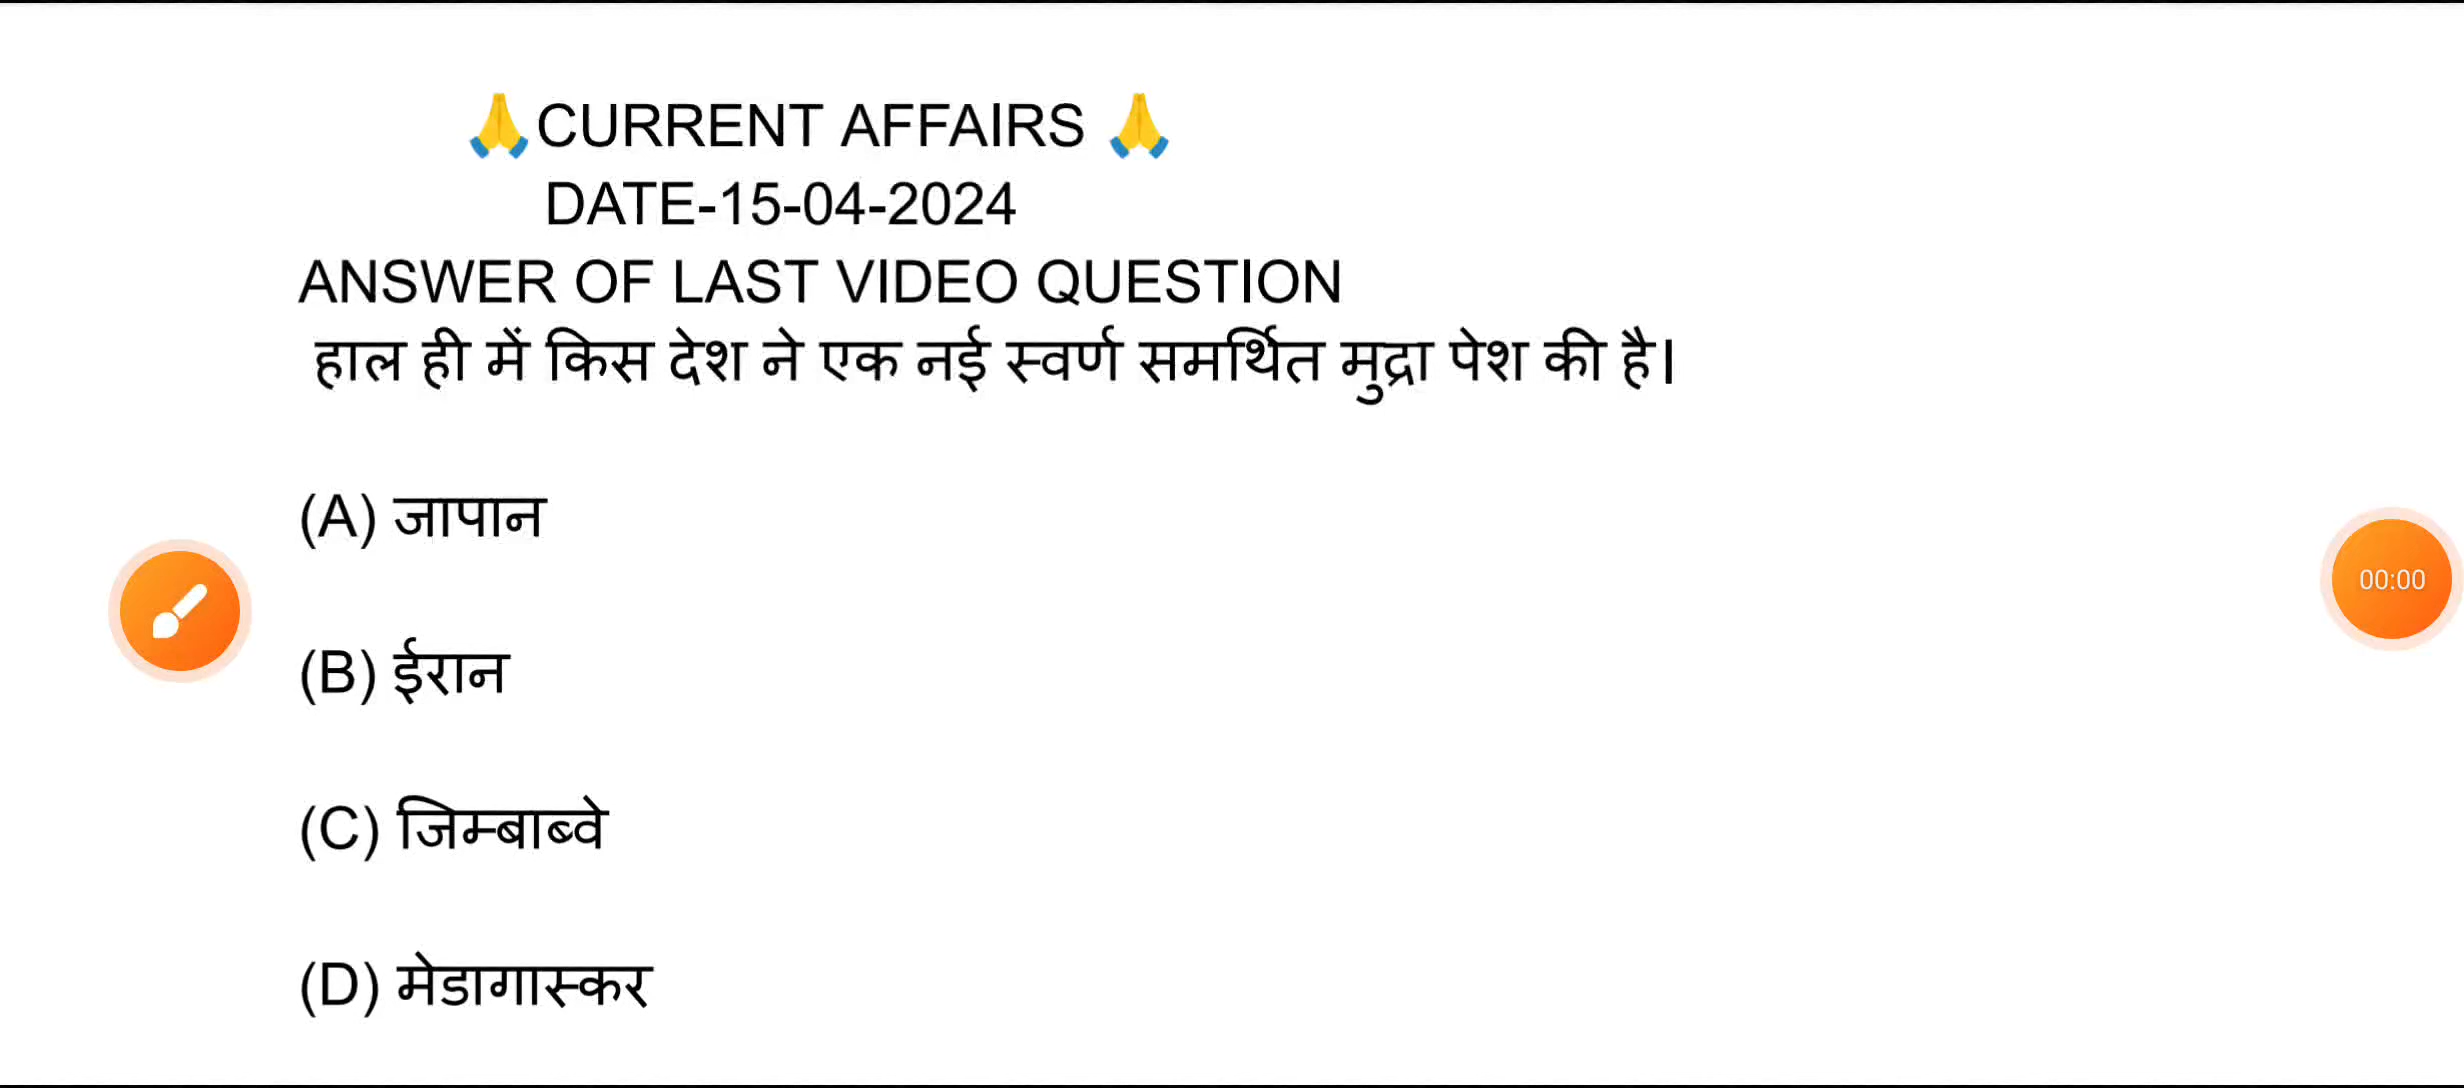 🙏CURRENT AFFAIRS 🙏
DATE-15-04-2024
ANSWER OF LAST VIDEO QUESTION
हाल ही में किस देश ने एक नई स्वर्ण समर्थित मुद्रा पेश की है।
(A) जापान
(B) ईरान
00:00
(C) जिम्बाब्वे
(D) मेडागास्कर